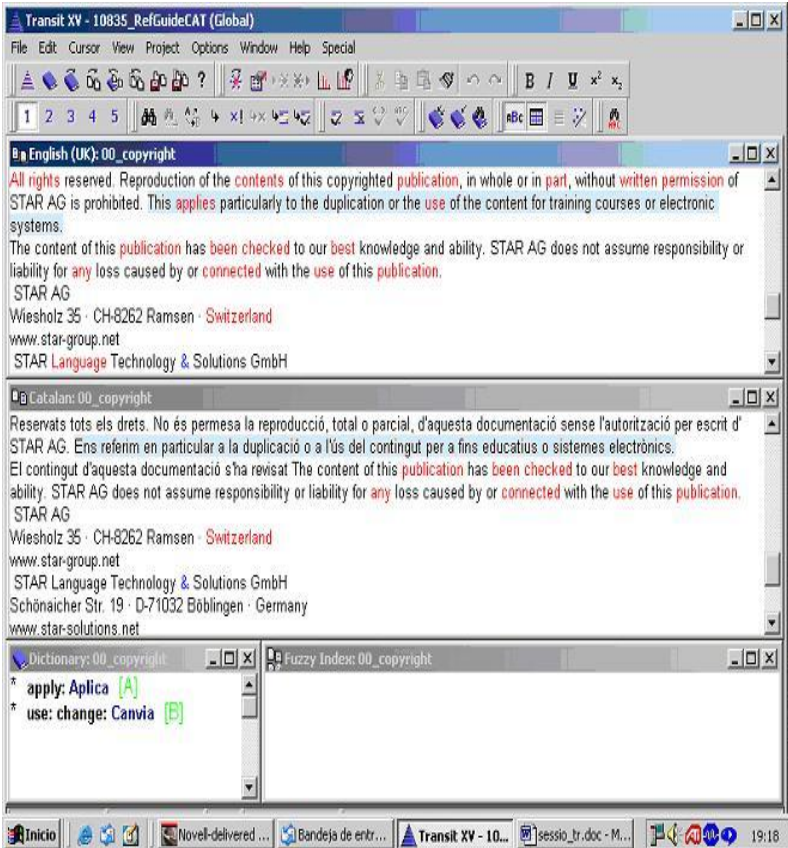 Transit XV - 10835_RefGuideCAT (Global)
File Edit Cursor View Project Options Window Help Special
? B I U x² x₂
1 2 3 4 5
English (UK): 00_copyright
All rights reserved. Reproduction of the contents of this copyrighted publication, in whole or in part, without written permission of
STAR AG is prohibited. This applies particularly to the duplication or the use of the content for training courses or electronic
systems.
The content of this publication has been checked to our best knowledge and ability. STAR AG does not assume responsibility or
liability for any loss caused by or connected with the use of this publication.
STAR AG
Wiesholz 35 · CH-8262 Ramsen · Switzerland
www.star-group.net
STAR Language Technology & Solutions GmbH
Catalan: 00_copyright
Reservats tots els drets. No és permesa la reproducció, total o parcial, d'aquesta documentació sense l'autorització per escrit d'
STAR AG. Ens referim en particular a la duplicació o a l'ús del contingut per a fins educatius o sistemes electrònics.
El contingut d'aquesta documentació s'ha revisat The content of this publication has been checked to our best knowledge and
ability. STAR AG does not assume responsibility or liability for any loss caused by or connected with the use of this publication.
STAR AG
Wiesholz 35 · CH-8262 Ramsen · Switzerland
www.star-group.net
STAR Language Technology & Solutions GmbH
Schönaicher Str. 19 · D-71032 Böblingen · Germany
www.star-solutions.net
Dictionary: 00_copyright
Fuzzy Index: 00_copyright
* apply: Aplica [A]
* use: change: Canvia [B]
Inicio Novell-delivered ... Bandeja de entr... Transit XV - 10... sessio_tr.doc - M... 19:18